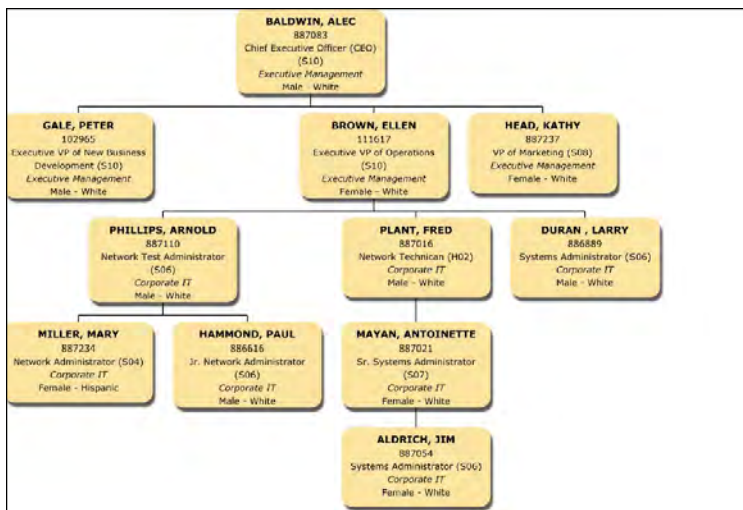 BALDWIN, ALEC
887083
Chief Executive Officer (CEO)
(S10)
Executive Management
Male - White
GALE, PETER
102965
Executive VP of New Business
Development (S10)
Executive Management
Male - White
BROWN, ELLEN
111617
Executive VP of Operations
(S10)
Executive Management
Female - White
HEAD, KATHY
887237
VP of Marketing (S08)
Executive Management
Female - White
PHILLIPS, ARNOLD
887110
Network Test Administrator
(S06)
Corporate IT
Male - White
PLANT, FRED
887016
Network Technican (H02)
Corporate IT
Male - White
DURAN , LARRY
886889
Systems Administrator (S06)
Corporate IT
Male - White
MILLER, MARY
887234
Network Administrator (S04)
Corporate IT
Female - Hispanic
HAMMOND, PAUL
886616
Jr. Network Administrator
(S06)
Corporate IT
Male - White
MAYAN, ANTOINETTE
887021
Sr. Systems Administrator
(S07)
Corporate IT
Female - White
ALDRICH, JIM
887054
Systems Administrator (S06)
Corporate IT
Female - White